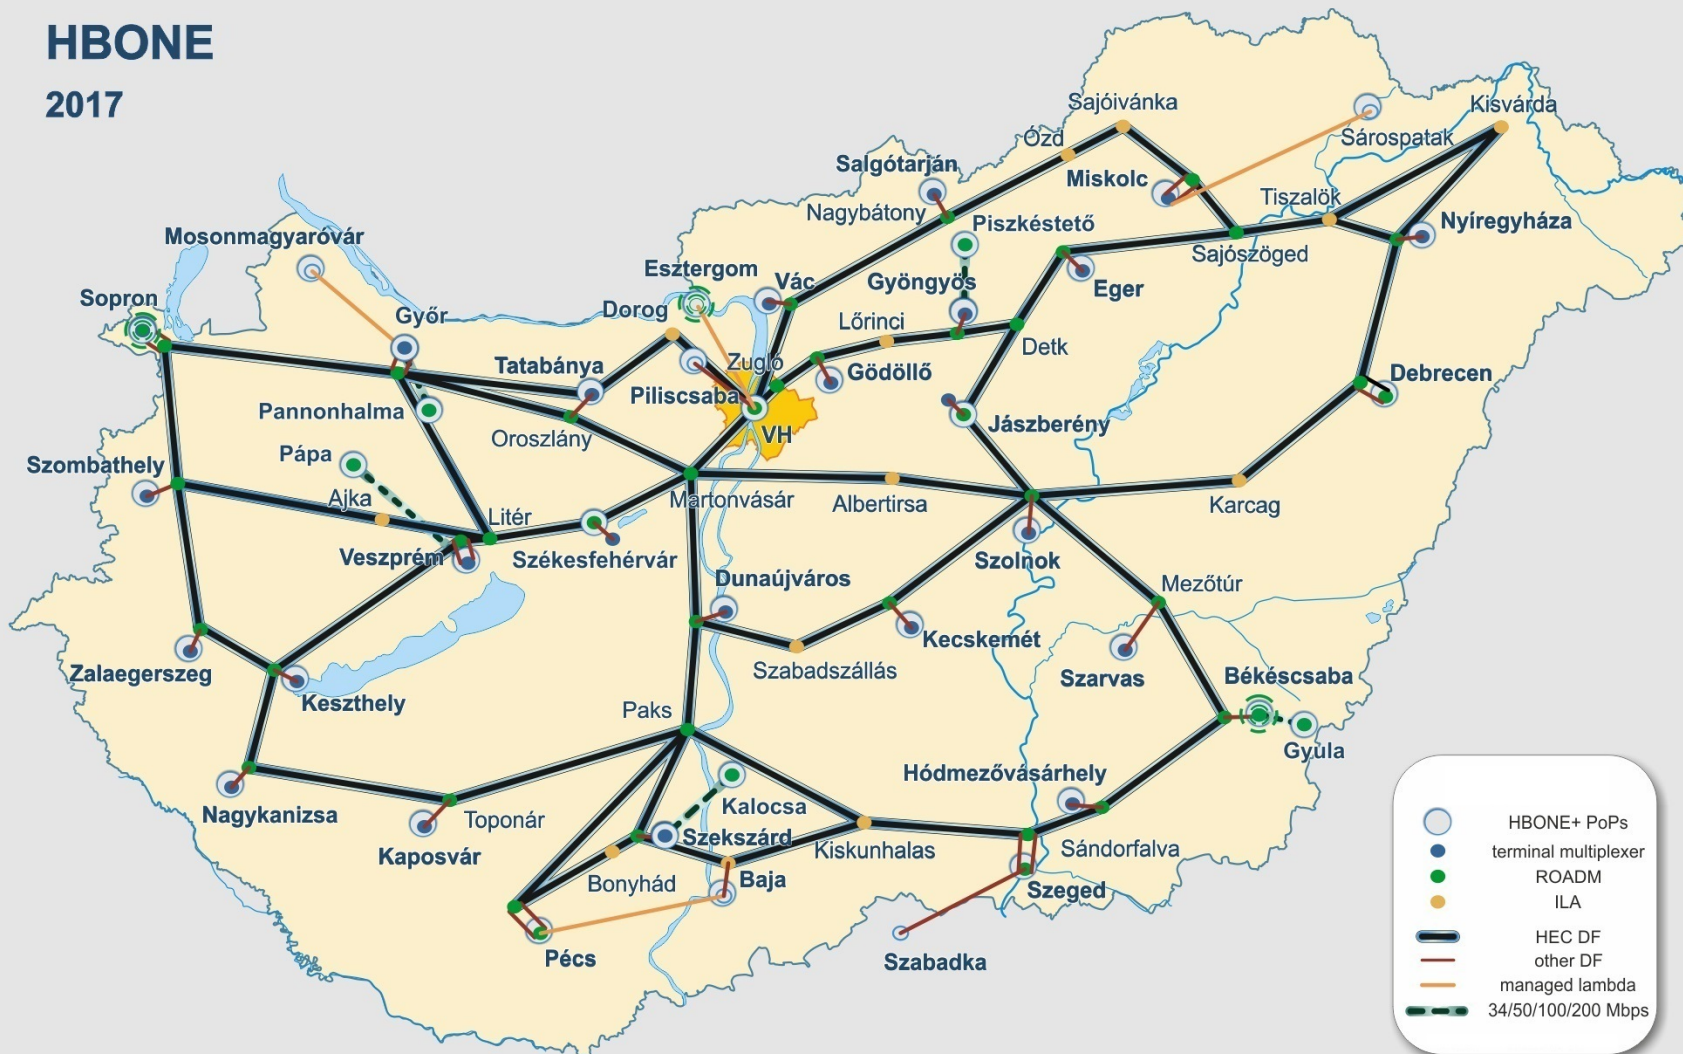 HBONE
2017
Sajóivánka
Kisvárda
Ózd
Sárospatak
Salgótarján
Miskolc
Tiszalök
Nagybátony
Piszkéstető
Nyíregyháza
Mosonmagyaróvár
Sajószöged
Esztergom
Vác
Gyöngyös
Eger
Sopron
Dorog
Győr
Lőrinci
Detk
Tatabánya
Zugló
Gödöllő
Debrecen
Piliscsaba
Pannonhalma
Jászberény
VH
Oroszlány
Pápa
Szombathely
Ajka
Martonvásár
Albertirsa
Karcag
Litér
Veszprém
Székesfehérvár
Szolnok
Dunaújváros
Mezőtúr
Kecskemét
Zalaegerszeg
Szabadszállás
Szarvas
Békéscsaba
Keszthely
Paks
Gyula
Hódmezővásárhely
Nagykanizsa
Toponár
Kalocsa
Szekszárd
Kaposvár
Kiskunhalas
Sándorfalva
Bonyhád
Baja
Szeged
Pécs
Szabadka
HBONE+ PoPs
terminal multiplexer
ROADM
ILA
HEC DF
other DF
managed lambda
34/50/100/200 Mbps